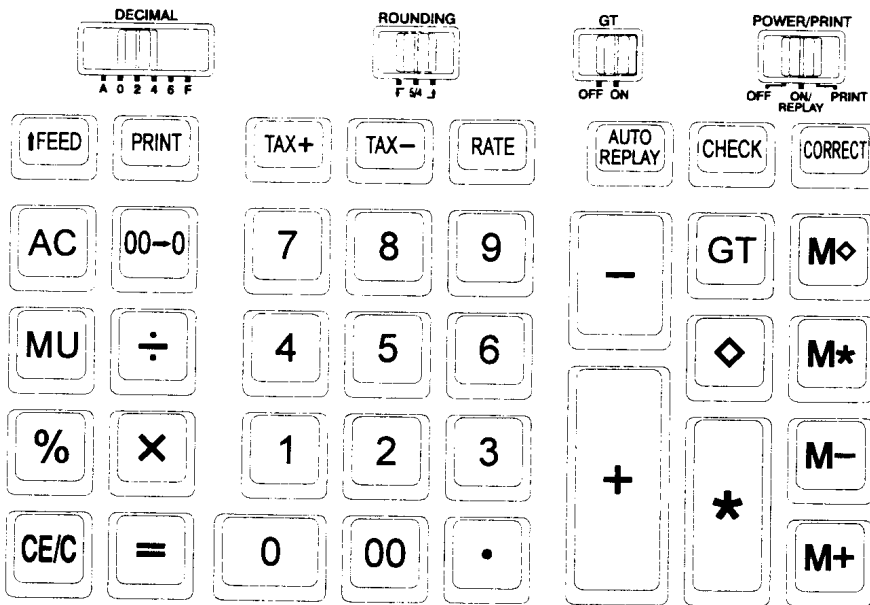 DECIMAL ROUNDING GT POWER/PRINT
A 0 2 4 6 F 5/4 OFF ON OFF ON/ PRINT
REPLAY
↑FEED PRINT TAX+ TAX− RATE AUTO REPLAY CHECK CORRECT
AC 00→0 7 8 9 − GT M◇
MU ÷ 4 5 6 ◇ M*
% × 1 2 3 + * M−
CE/C = 0 00 • M+